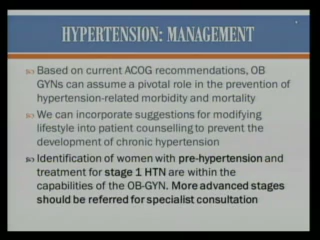 HYPERTENSION: MANAGEMENT
Based on current ACOG recommendations, OB
GYNs can assume a pivotal role in the prevention of
hypertension-related morbidity and mortality
We can incorporate suggestions for modifying
lifestyle into patient counselling to prevent the
development of chronic hypertension
Identification of women with pre-hypertension and
treatment for stage 1 HTN are within the
capabilities of the OB-GYN. More advanced stages
should be referred for specialist consultation